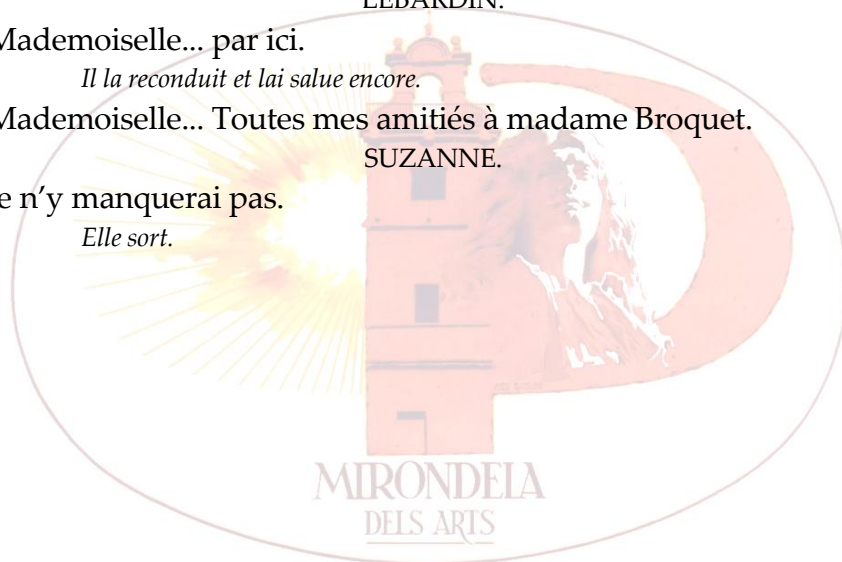 LEBARDIN.
Mademoiselle... par ici.
Il la reconduit et lai salue encore.
Mademoiselle... Toutes mes amitiés à madame Broquet.
SUZANNE.
e n'y manquerai pas.
Elle sort.
MIRONDELA
DELS ARTS